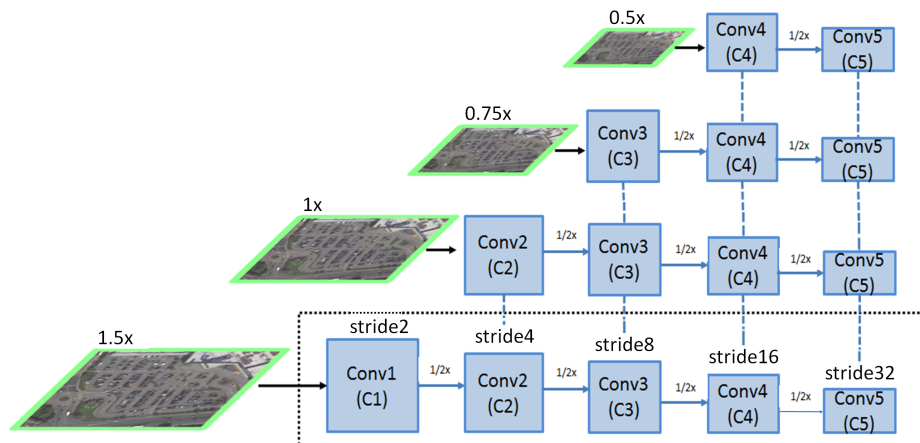 0.5x
Conv4
(C4)
1/2x
Conv5
(C5)
0.75x
Conv3
(C3)
1/2x
Conv4
(C4)
1/2x
Conv5
(C5)
1x
Conv2
(C2)
1/2x
Conv3
(C3)
1/2x
Conv4
(C4)
1/2x
Conv5
(C5)
1.5x
stride2
stride4
stride8
stride16
stride32
Conv1
(C1)
1/2x
Conv2
(C2)
1/2x
Conv3
(C3)
1/2x
Conv4
(C4)
1/2x
Conv5
(C5)